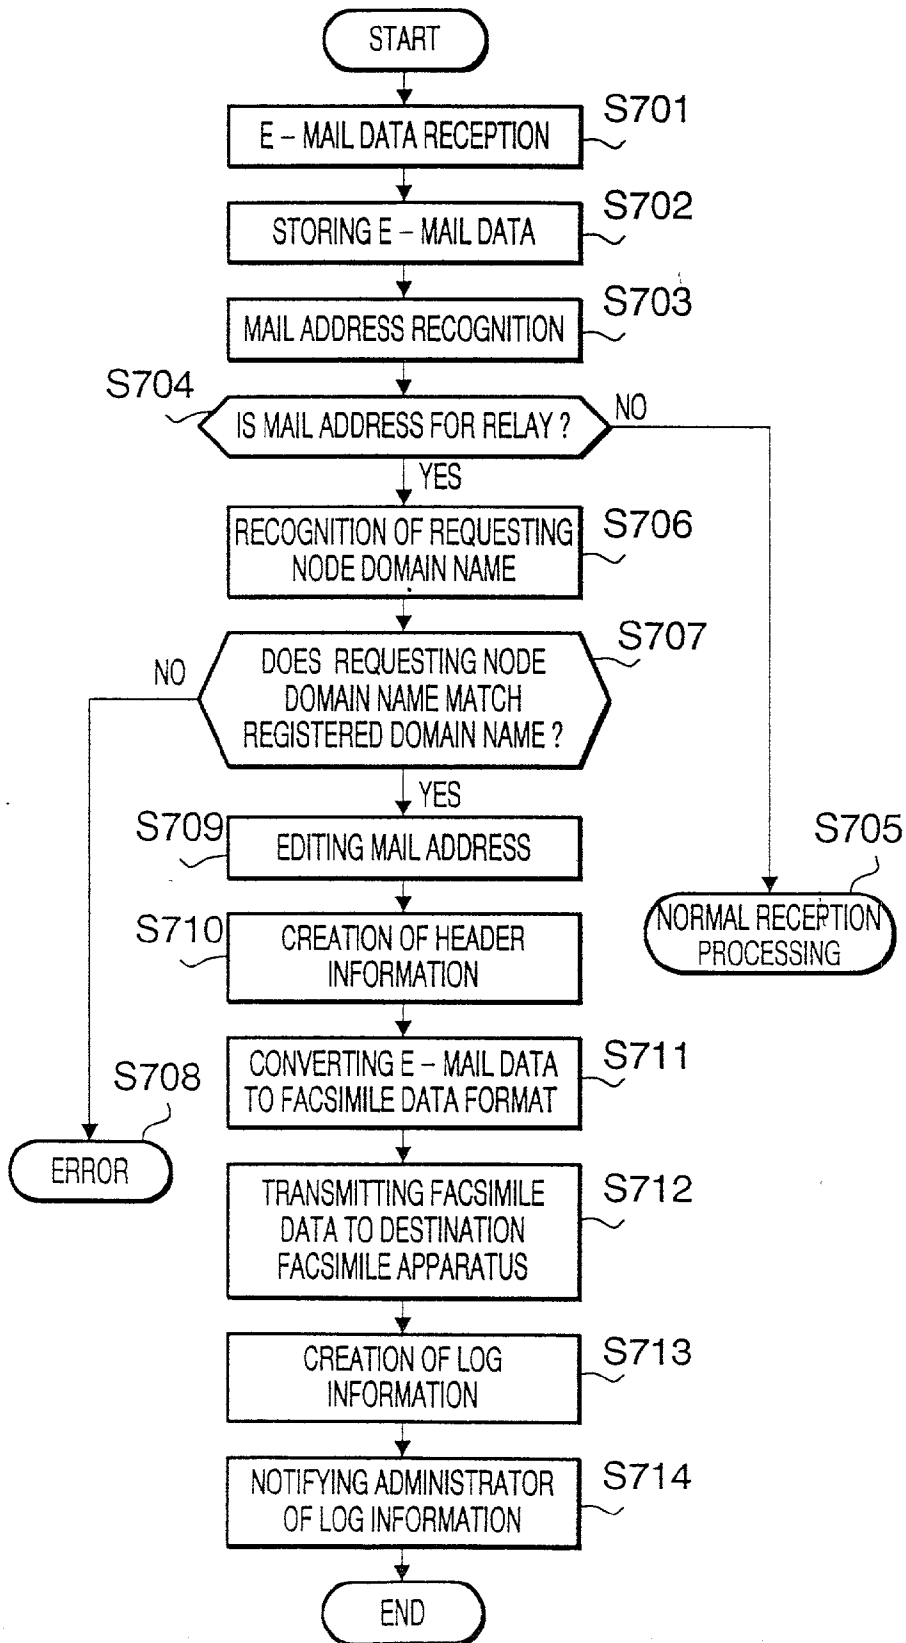 START
S701
E – MAIL DATA RECEPTION
S702
STORING E – MAIL DATA
S703
MAIL ADDRESS RECOGNITION
S704
IS MAIL ADDRESS FOR RELAY ?
NO
YES
S706
RECOGNITION OF REQUESTING
NODE DOMAIN NAME
S707
NO
DOES REQUESTING NODE
DOMAIN NAME MATCH
REGISTERED DOMAIN NAME ?
YES
S709
EDITING MAIL ADDRESS
S705
NORMAL RECEPTION
PROCESSING
S710
CREATION OF HEADER
INFORMATION
S711
CONVERTING E – MAIL DATA
TO FACSIMILE DATA FORMAT
S708
ERROR
S712
TRANSMITTING FACSIMILE
DATA TO DESTINATION
FACSIMILE APPARATUS
S713
CREATION OF LOG
INFORMATION
S714
NOTIFYING ADMINISTRATOR
OF LOG INFORMATION
END